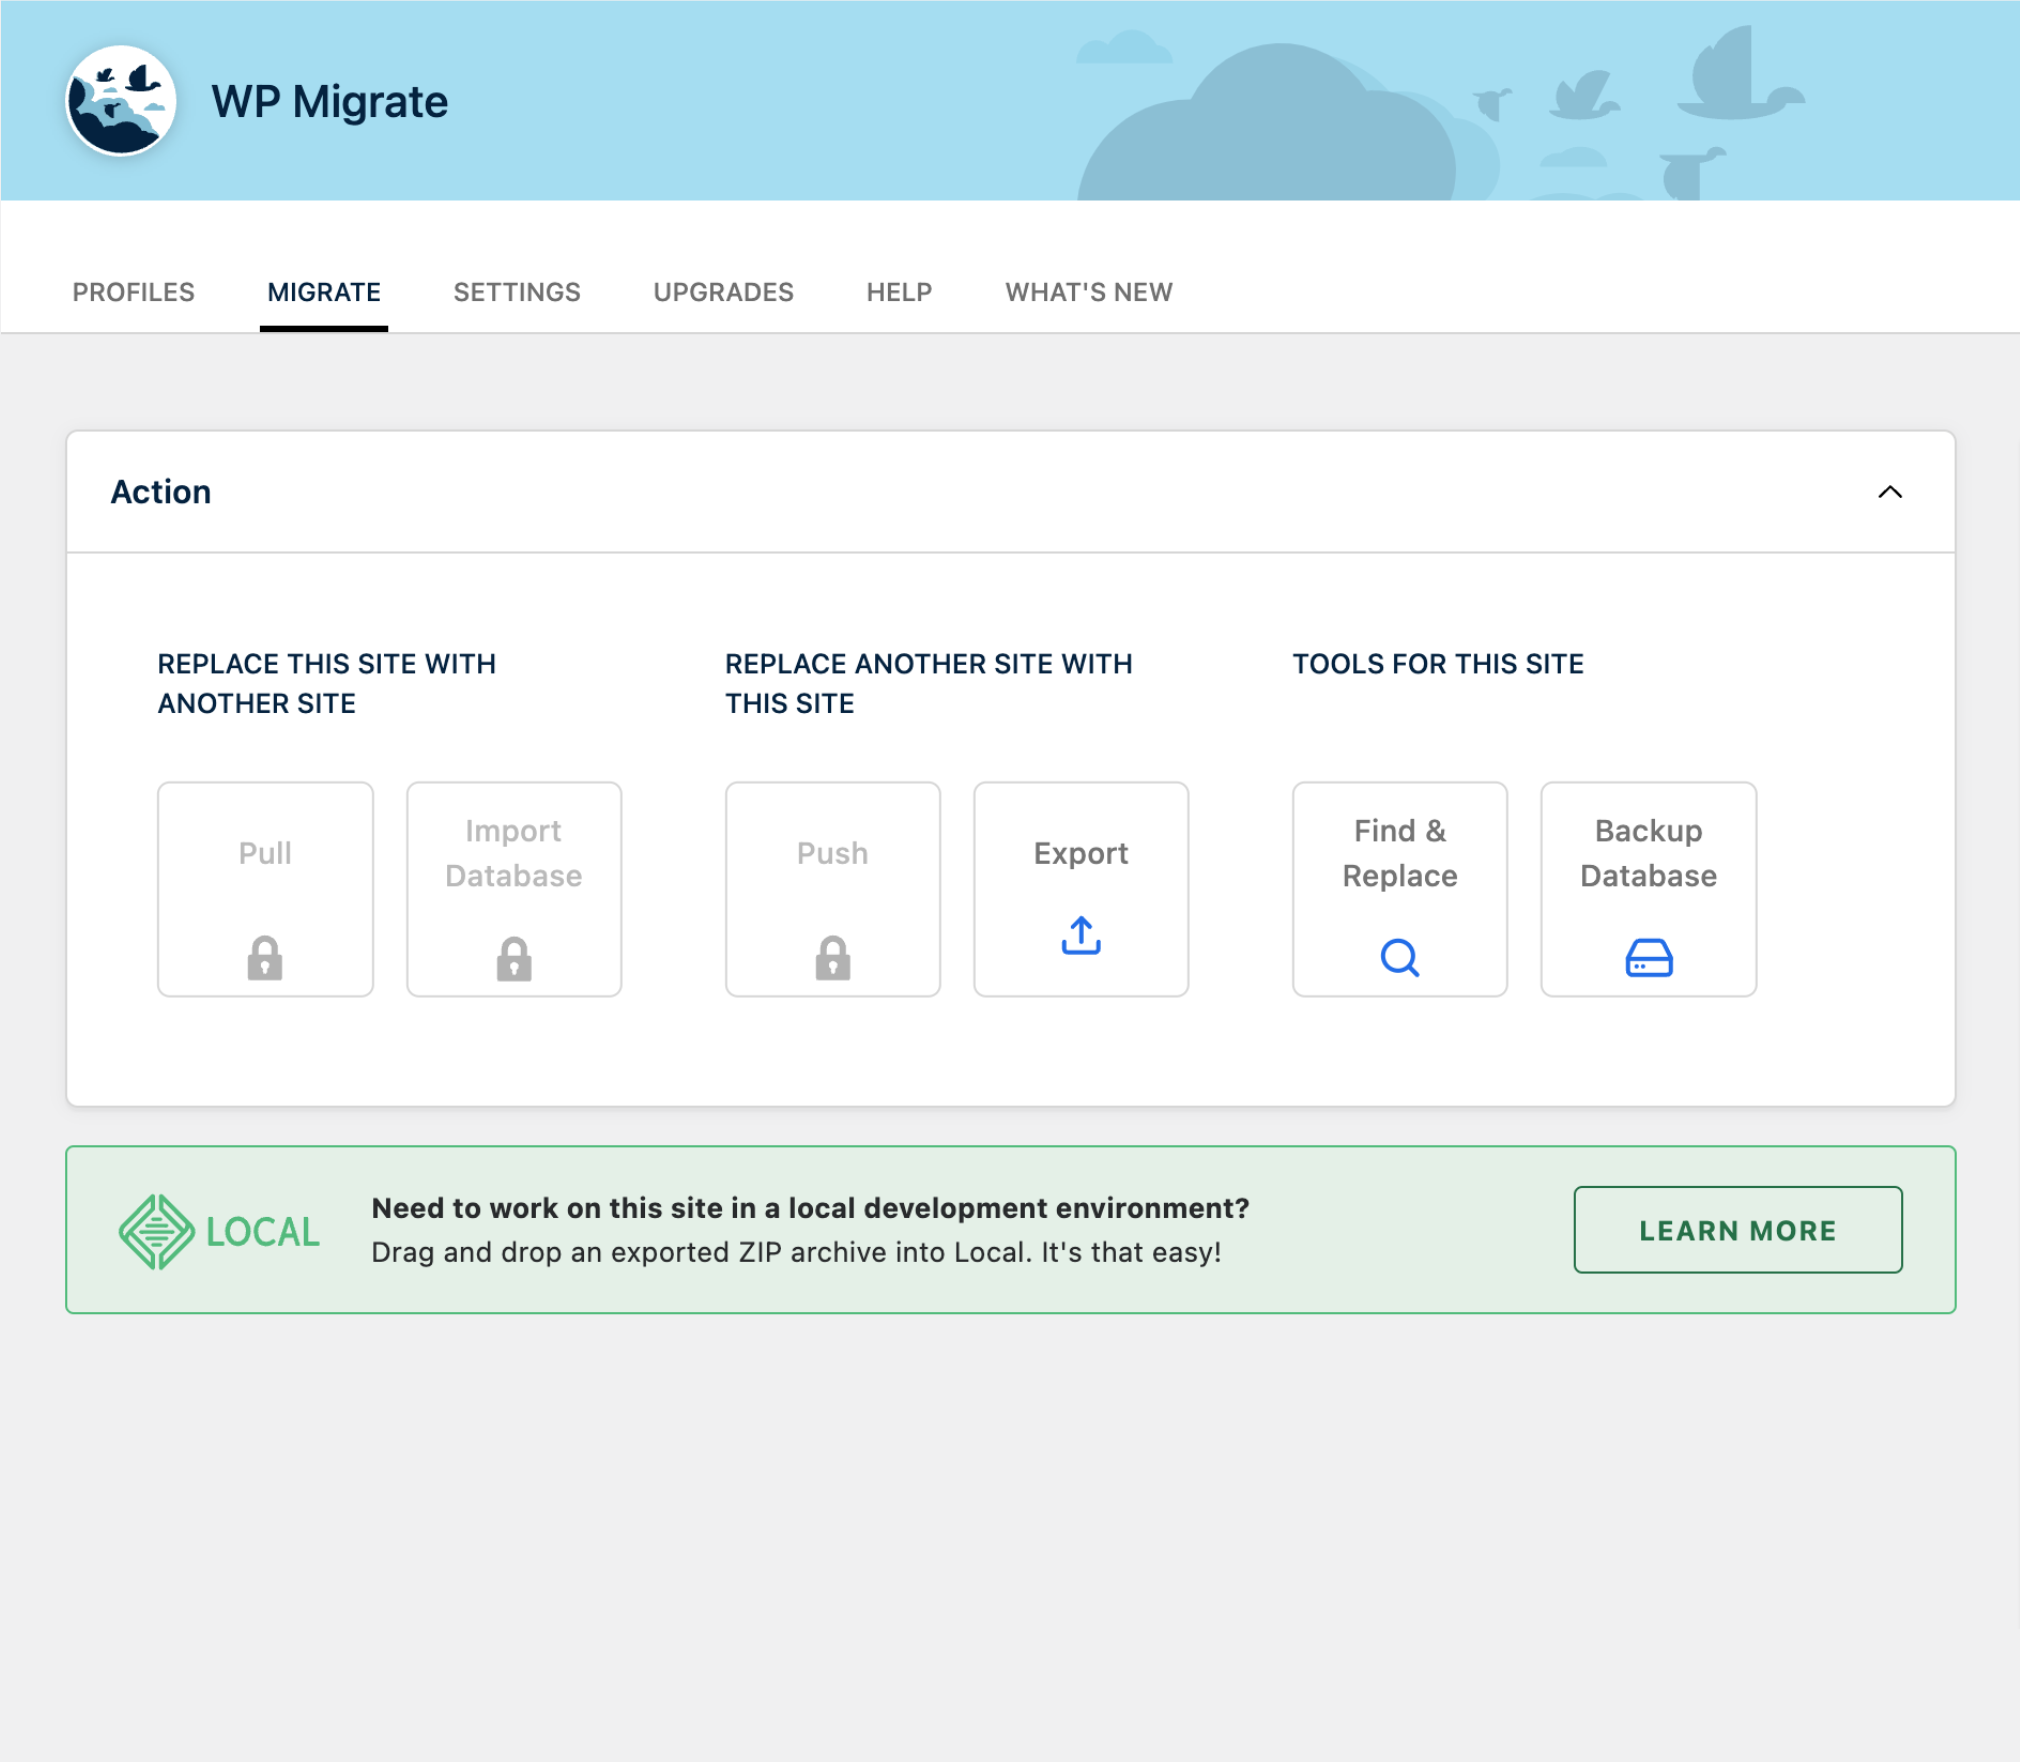 WP Migrate
PROFILES
MIGRATE
SETTINGS
UPGRADES
HELP
WHAT'S NEW
Action
REPLACE THIS SITE WITH
ANOTHER SITE
Pull
Import
Database
REPLACE ANOTHER SITE WITH
THIS SITE
Push
Export
TOOLS FOR THIS SITE
Find &
Replace
Backup
Database
LOCAL
Need to work on this site in a local development environment?
Drag and drop an exported ZIP archive into Local. It's that easy!
LEARN MORE